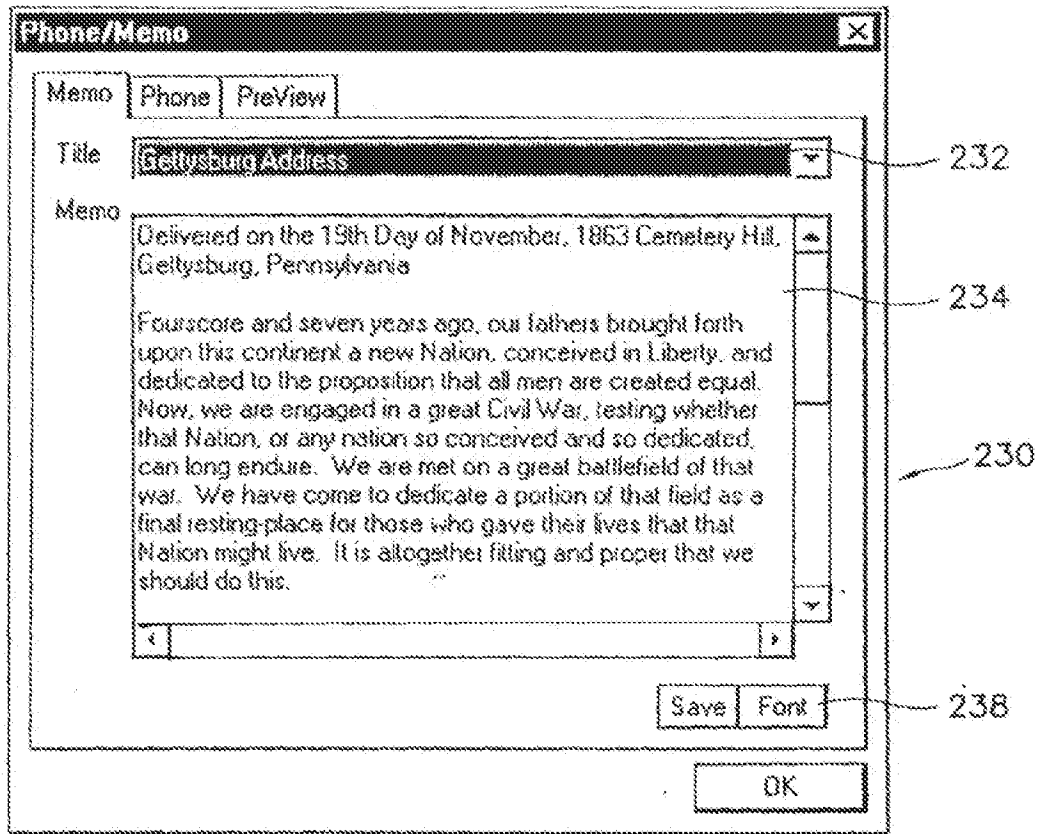 Phone/Memo
Memo Phone PreView
Title Gettysburg Address 232
Memo
Delivered on the 19th Day of November, 1863 Cemetery Hill,
Gettysburg, Pennsylvania
234
Fourscore and seven years ago, our fathers brought forth
upon this continent a new Nation, conceived in Liberty, and
dedicated to the proposition that all men are created equal.
Now, we are engaged in a great Civil War, testing whether
that Nation, or any nation so conceived and so dedicated,
can long endure. We are met on a great battlefield of that
230
war. We have come to dedicate a portion of that field as a
final resting-place for those who gave their lives that that
Nation might live. It is altogether fitting and proper that we
should do this.
Save Font 238
OK